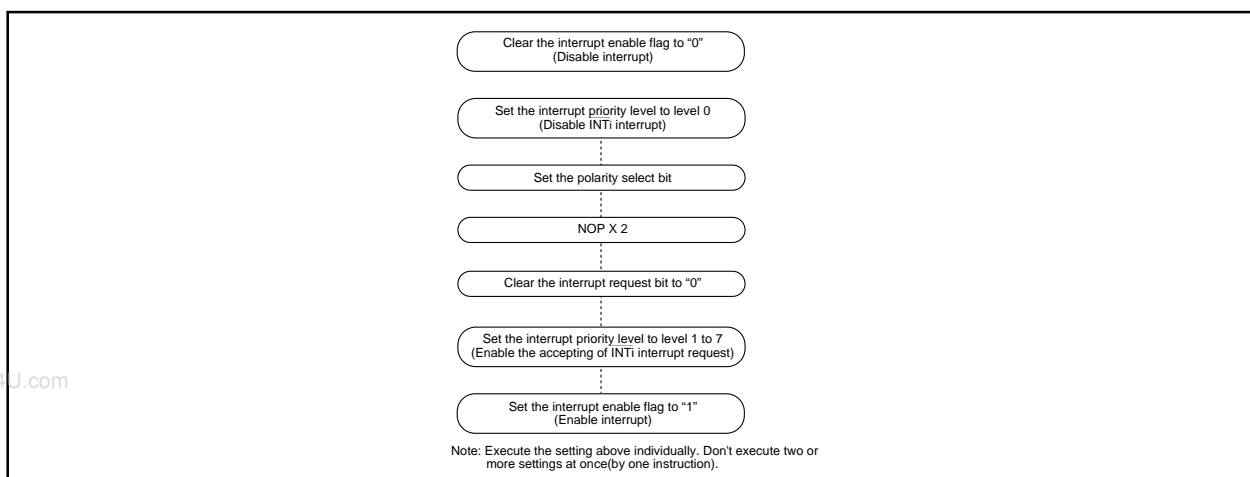 Clear the interrupt enable flag to “0”
(Disable interrupt)
Set the interrupt priority level to level 0
(Disable INTi interrupt)
Set the polarity select bit
NOP X 2
Clear the interrupt request bit to “0”
Set the interrupt priority level to level 1 to 7
(Enable the accepting of INTi interrupt request)
4U.com
Set the interrupt enable flag to “1”
(Enable interrupt)
Note: Execute the setting above individually. Don’t execute two or
more settings at once(by one instruction).